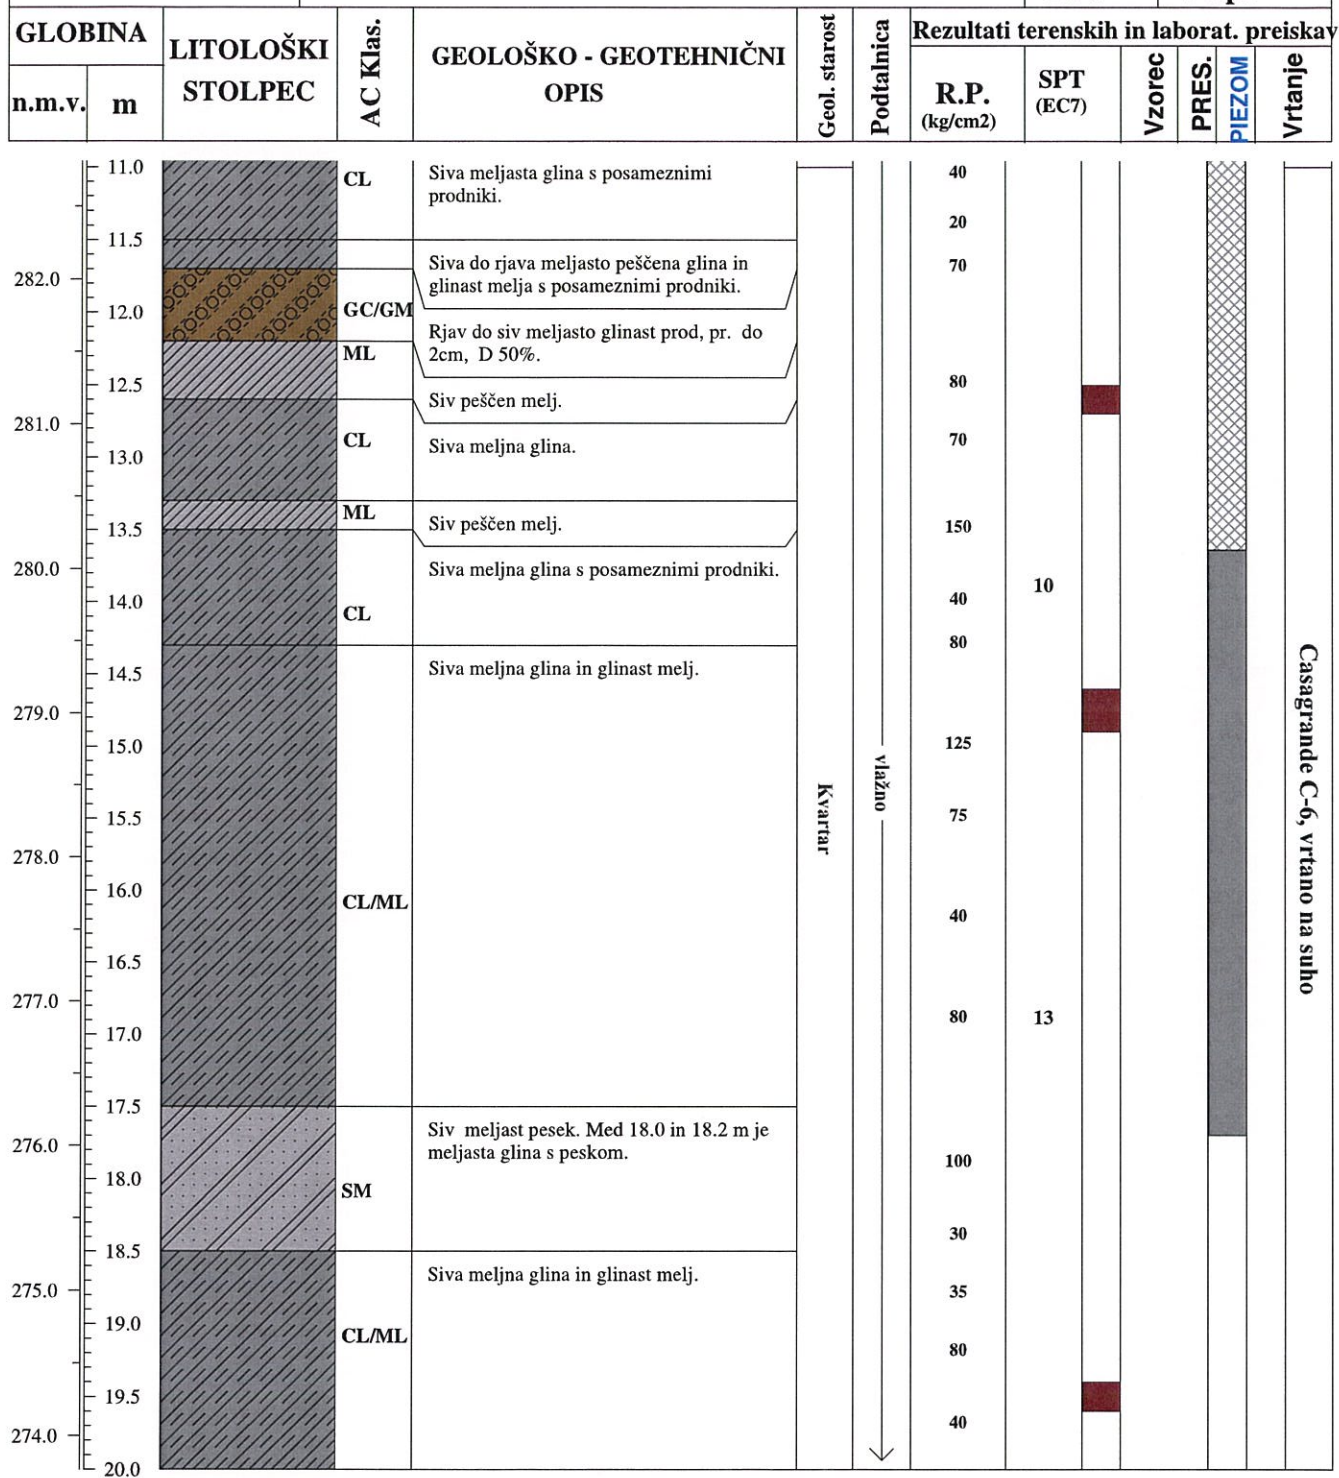 GLOBINA
n.m.v.
m
LITOLOŠKI
STOLPEC
AC Klas.
GEOLOŠKO - GEOTEHNIČNI
OPIS
Geol. starost
Podtalnica
Rezultati terenskih in laborat. preiskav
R.P.
(kg/cm2)
SPT
(EC7)
Vzorec
PRES.
PIEZOM
Vrtanje
282.0
281.0
280.0
279.0
278.0
277.0
276.0
275.0
274.0
11.0
11.5
12.0
12.5
13.0
13.5
14.0
14.5
15.0
15.5
16.0
16.5
17.0
17.5
18.0
18.5
19.0
19.5
20.0
CL
GC/GM
ML
CL
ML
CL
CL/ML
SM
CL/ML
Siva meljasta glina s posameznimi
prodniki.
Siva do rjava meljasto peščena glina in
glinast melja s posameznimi prodniki.
Rjav do siv meljasto glinast prod, pr. do
2cm, D 50%.
Siv peščen melj.
Siva meljna glina.
Siv peščen melj.
Siva meljna glina s posameznimi prodniki.
Siva meljna glina in glinast melj.
Siv meljast pesek. Med 18.0 in 18.2 m je
meljasta glina s peskom.
Siva meljna glina in glinast melj.
Kvartar
vlažno
40
20
70
80
70
150
40
80
125
75
40
80
100
30
35
80
40
10
13
Casagrande C-6, vrtano na suho